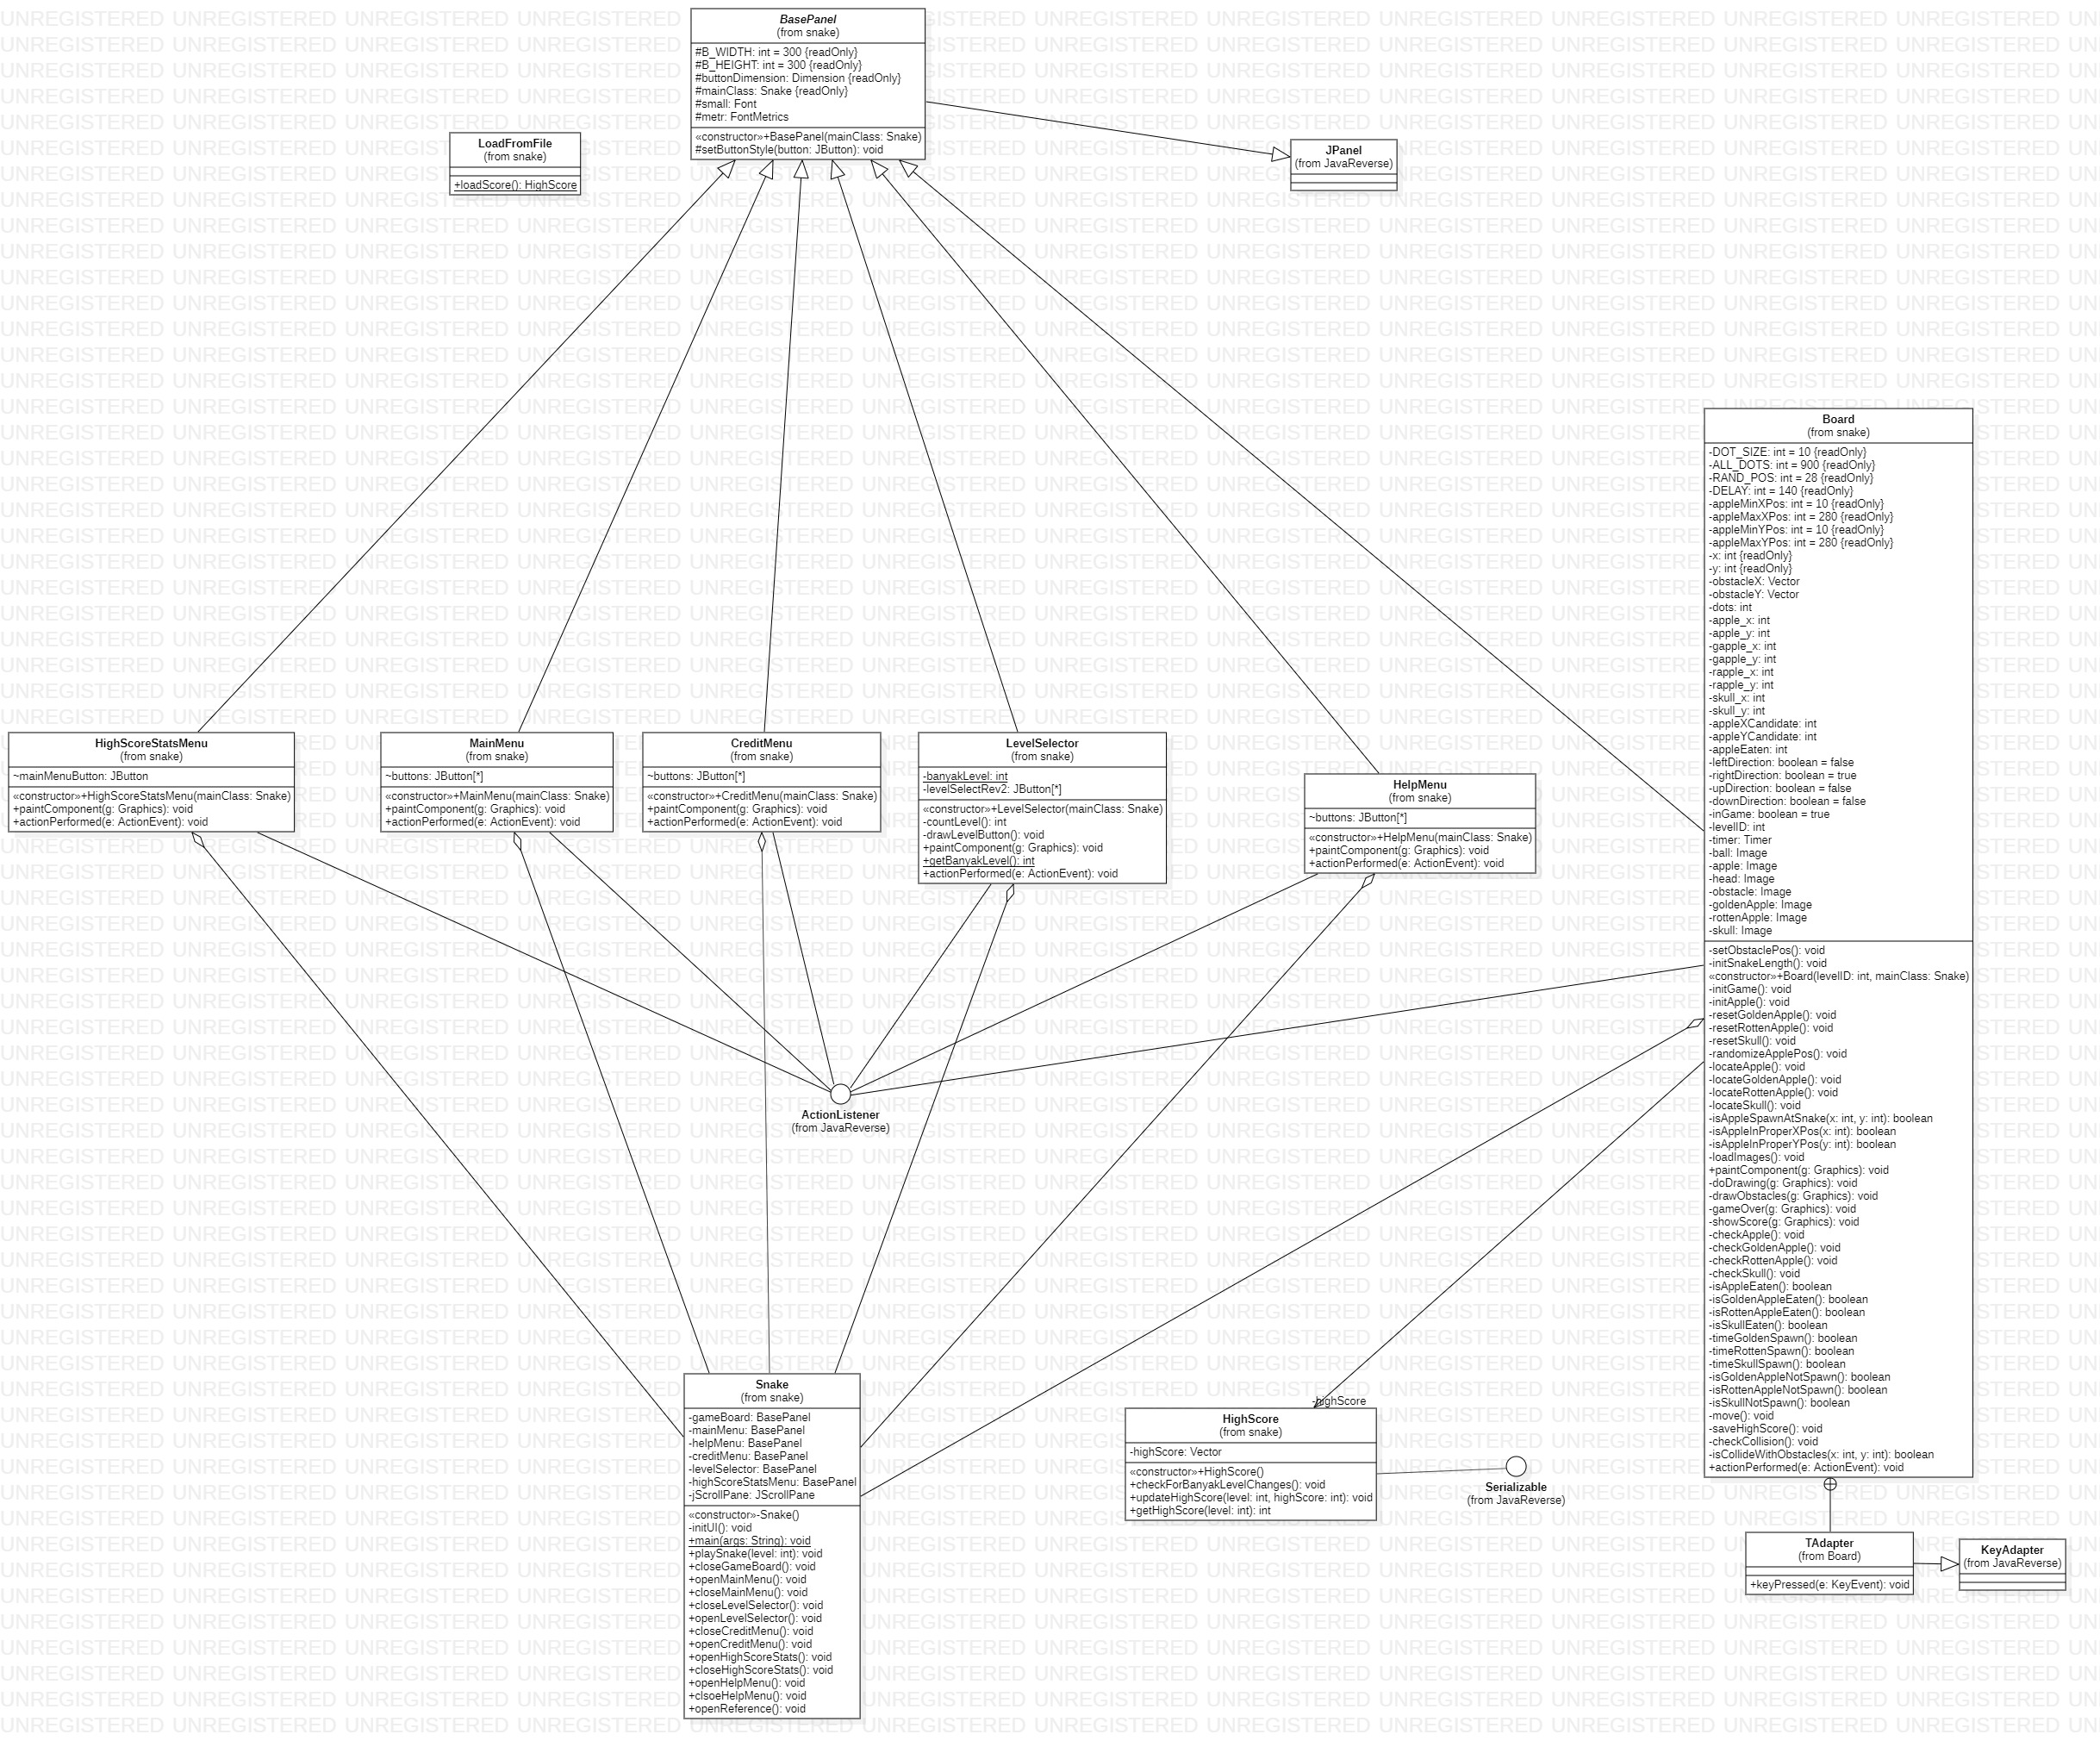 BasePanel
(from snake)
#B_WIDTH: int = 300 {readOnly}
#B_HEIGHT: int = 300 {readOnly}
#buttonDimension: Dimension {readOnly}
#mainClass: Snake {readOnly}
#small: Font
#metr: FontMetrics
«constructor»+BasePanel(mainClass: Snake)
#setButtonStyle(button: JButton): void
LoadFromFile
(from snake)
+loadScore(): HighScore
JPanel
(from JavaReverse)
HighScoreStatsMenu
(from snake)
~mainMenuButton: JButton
«constructor»+HighScoreStatsMenu(mainClass: Snake)
+paintComponent(g: Graphics): void
+actionPerformed(e: ActionEvent): void
MainMenu
(from snake)
~buttons: JButton[*]
«constructor»+MainMenu(mainClass: Snake)
+paintComponent(g: Graphics): void
+actionPerformed(e: ActionEvent): void
CreditMenu
(from snake)
~buttons: JButton[*]
«constructor»+CreditMenu(mainClass: Snake)
+paintComponent(g: Graphics): void
+actionPerformed(e: ActionEvent): void
LevelSelector
(from snake)
-banyakLevel: int
-levelSelectRev2: JButton[*]
«constructor»+LevelSelector(mainClass: Snake)
-countLevel(): int
-drawLevelButton(): void
+paintComponent(g: Graphics): void
+getBanyakLevel(): int
+actionPerformed(e: ActionEvent): void
HelpMenu
(from snake)
~buttons: JButton[*]
«constructor»+HelpMenu(mainClass: Snake)
+paintComponent(g: Graphics): void
+actionPerformed(e: ActionEvent): void
Board
(from snake)
-DOT_SIZE: int = 10 {readOnly}
-ALL_DOTS: int = 900 {readOnly}
-RAND_POS: int = 28 {readOnly}
-DELAY: int = 140 {readOnly}
-appleMinXPos: int = 10 {readOnly}
-appleMaxXPos: int = 280 {readOnly}
-appleMinYPos: int = 10 {readOnly}
-appleMaxYPos: int = 280 {readOnly}
-x: int {readOnly}
-y: int {readOnly}
-obstacleX: Vector
-obstacleY: Vector
-dots: int
-apple_x: int
-apple_y: int
-gapple_x: int
-gapple_y: int
-rapple_x: int
-rapple_y: int
-skull_x: int
-skull_y: int
-appleXCandidate: int
-appleYCandidate: int
-appleEaten: int
-leftDirection: boolean = false
-rightDirection: boolean = true
-upDirection: boolean = false
-downDirection: boolean = false
-inGame: boolean = true
-levelID: int
-timer: Timer
-ball: Image
-apple: Image
-head: Image
-obstacle: Image
-goldenApple: Image
-rottenApple: Image
-skull: Image
-setObstaclePos(): void
-initSnakeLength(): void
«constructor»+Board(levelID: int, mainClass: Snake)
-initGame(): void
-initApple(): void
-resetGoldenApple(): void
-resetRottenApple(): void
-resetSkull(): void
-randomizeApplePos(): void
-locateApple(): void
-locateGoldenApple(): void
-locateRottenApple(): void
-locateSkull(): void
-isAppleSpawnAtSnake(x: int, y: int): boolean
-isAppleInProperXPos(x: int): boolean
-isAppleInProperYPos(y: int): boolean
-loadImages(): void
+paintComponent(g: Graphics): void
-doDrawing(g: Graphics): void
-drawObstacles(g: Graphics): void
-gameOver(g: Graphics): void
-showScore(g: Graphics): void
-checkApple(): void
-checkGoldenApple(): void
-checkRottenApple(): void
-checkSkull(): void
-isAppleEaten(): boolean
-isGoldenAppleEaten(): boolean
-isRottenAppleEaten(): boolean
-isSkullEaten(): boolean
-timeGoldenSpawn(): boolean
-timeRottenSpawn(): boolean
-timeSkullSpawn(): boolean
-isGoldenAppleNotSpawn(): boolean
-isRottenAppleNotSpawn(): boolean
-isSkullNotSpawn(): boolean
-move(): void
-saveHighScore(): void
-checkCollision(): void
-isCollideWithObstacles(x: int, y: int): boolean
+actionPerformed(e: ActionEvent): void
ActionListener
(from JavaReverse)
Snake
(from snake)
-gameBoard: BasePanel
-mainMenu: BasePanel
-helpMenu: BasePanel
-creditMenu: BasePanel
-levelSelector: BasePanel
-highScoreStatsMenu: BasePanel
-jScrollPane: JScrollPane
«constructor»-Snake()
-initUI(): void
+main(args: String): void
+playSnake(level: int): void
+closeGameBoard(): void
+openMainMenu(): void
+closeMainMenu(): void
+closeLevelSelector(): void
+openLevelSelector(): void
+closeCreditMenu(): void
+openCreditMenu(): void
+openHighScoreStats(): void
+closeHighScoreStats(): void
+openHelpMenu(): void
+clsoeHelpMenu(): void
+openReference(): void
-highScore
HighScore
(from snake)
-highScore: Vector
«constructor»+HighScore()
+checkForBanyakLevelChanges(): void
+updateHighScore(level: int, highScore: int): void
+getHighScore(level: int): int
Serializable
(from JavaReverse)
TAdapter
(from Board)
+keyPressed(e: KeyEvent): void
KeyAdapter
(from JavaReverse)
UNREGISTERED